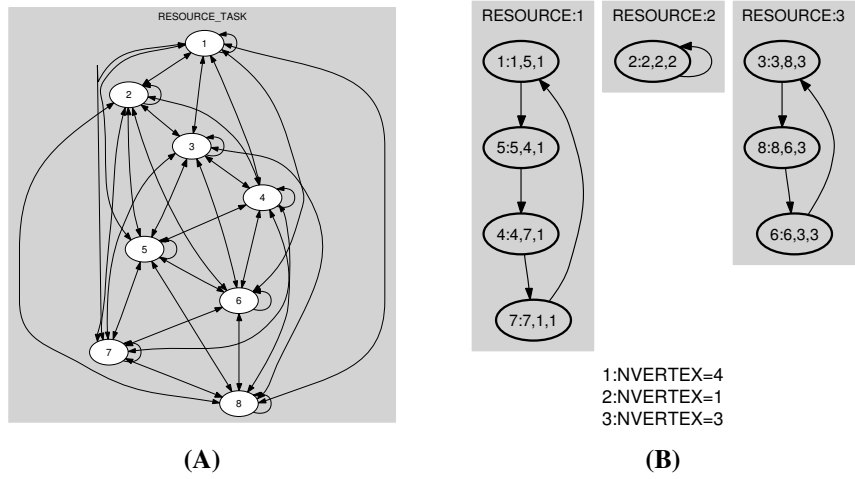 RESOURCE_TASK
1
2
3
4
5
6
7
8
(A)
RESOURCE:1
1:1,5,1
5:5,4,1
4:4,7,1
7:7,1,1
RESOURCE:2
2:2,2,2
RESOURCE:3
3:3,8,3
8:8,6,3
6:6,3,3
1:NVERTEX=4
2:NVERTEX=1
3:NVERTEX=3
(B)